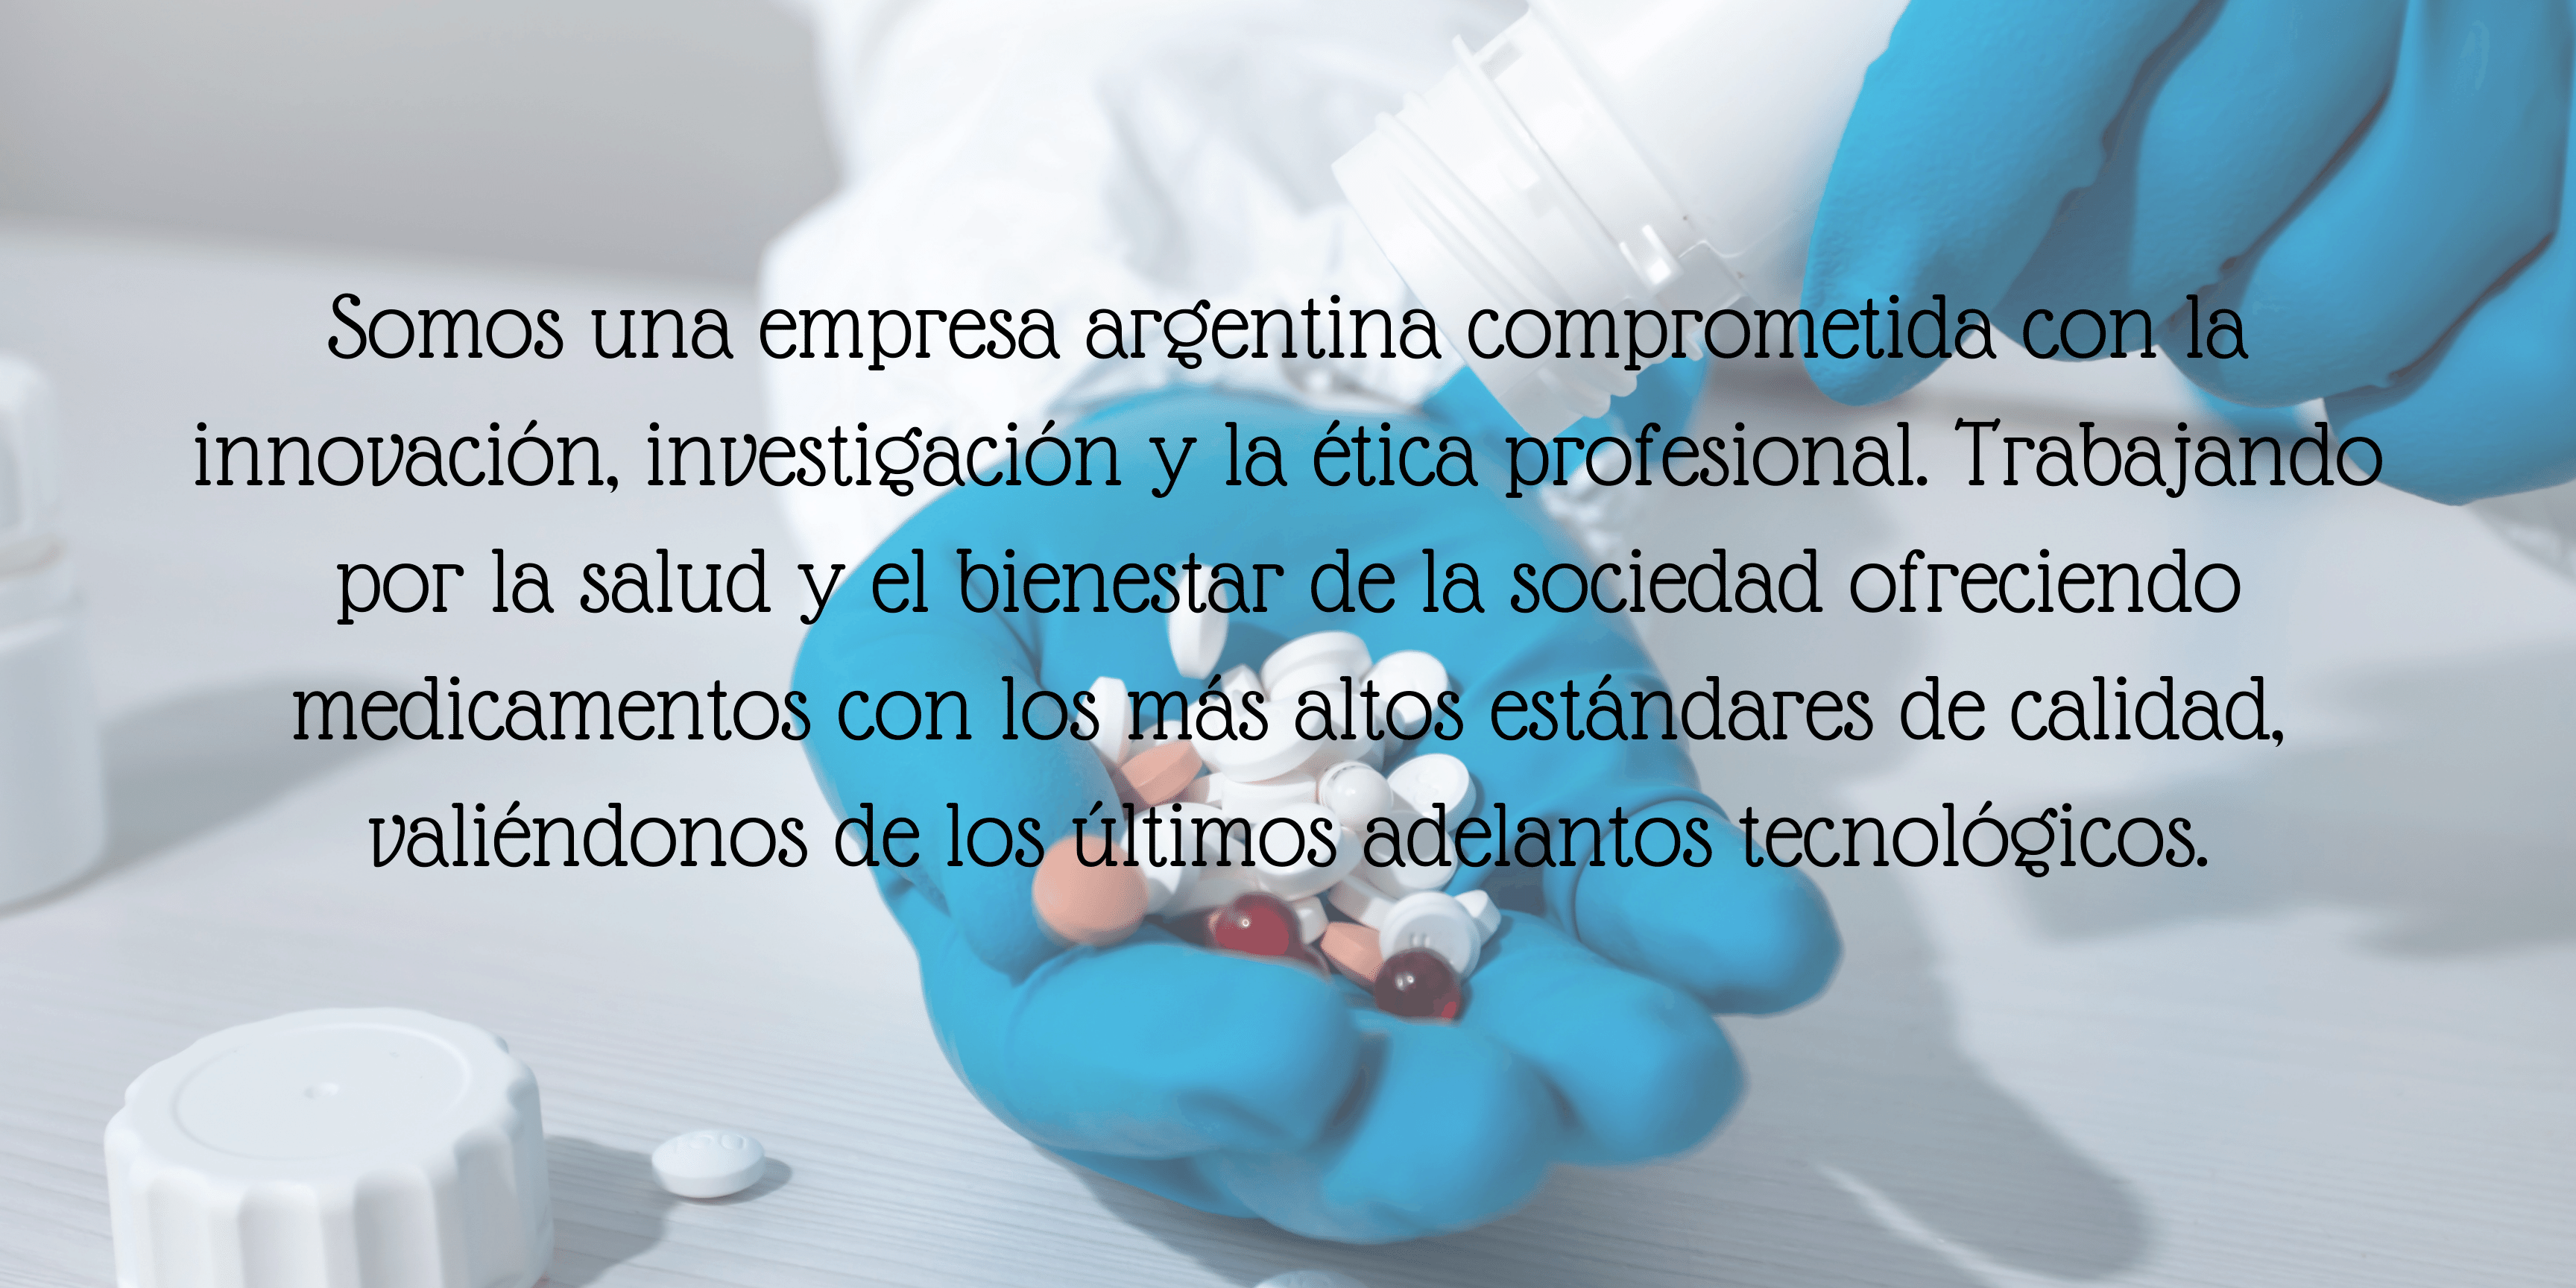 Somos una empresa argentina comprometida con la
innovación, investigación y la ética profesional. Trabajando
por la salud y el bienestar de la sociedad ofreciendo
medicamentos con los más altos estándares de calidad,
valiéndonos de los últimos adelantos tecnológicos.